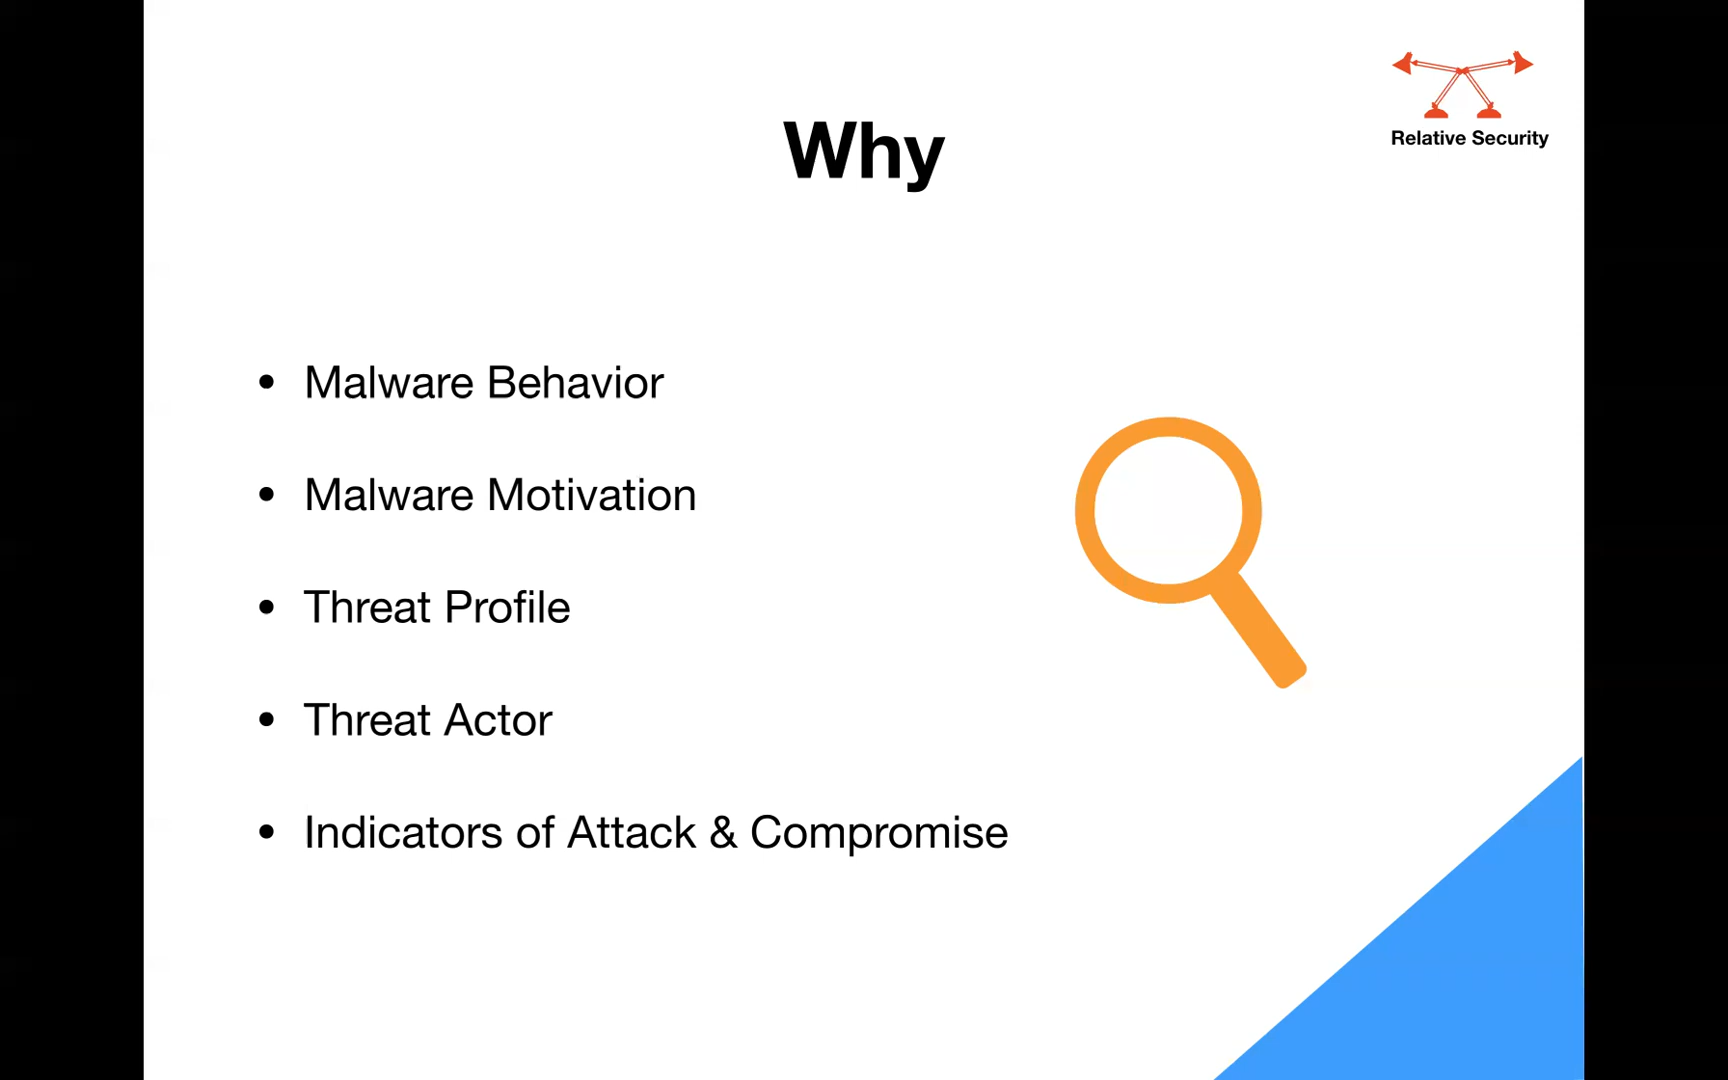 Relative Security
Why
• Malware Behavior
• Malware Motivation
• Threat Profile
• Threat Actor
• Indicators of Attack & Compromise